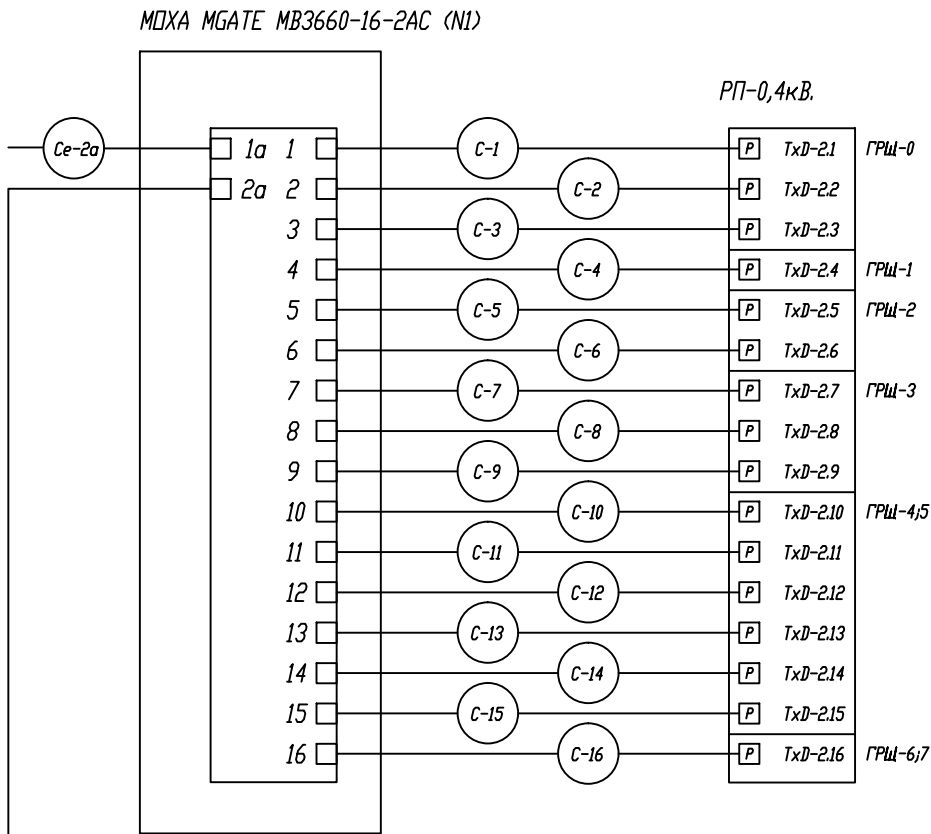 МОХА MGATE MB3660-16-2AC (N1)
РП-0,4кВ.
Се-2а 1а 1 С-1 Р TxD-2.1 ГРЩ-0
2а 2 С-2 Р TxD-2.2
3 С-3 Р TxD-2.3
4 С-4 Р TxD-2.4 ГРЩ-1
5 С-5 Р TxD-2.5 ГРЩ-2
6 С-6 Р TxD-2.6
7 С-7 Р TxD-2.7 ГРЩ-3
8 С-8 Р TxD-2.8
9 С-9 Р TxD-2.9
10 С-10 Р TxD-2.10 ГРЩ-4;5
11 С-11 Р TxD-2.11
12 С-12 Р TxD-2.12
13 С-13 Р TxD-2.13
14 С-14 Р TxD-2.14
15 С-15 Р TxD-2.15
16 С-16 Р TxD-2.16 ГРЩ-6;7